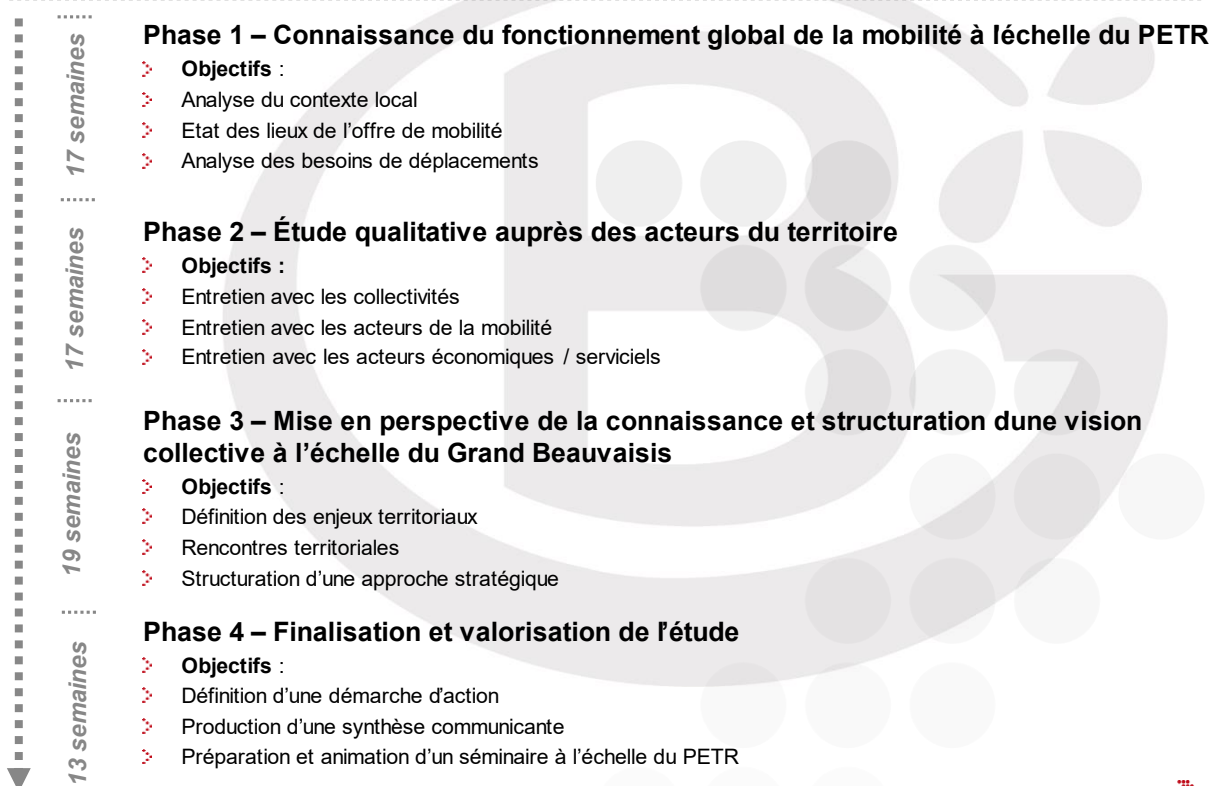 17 semaines
Phase 1 – Connaissance du fonctionnement global de la mobilité à l'échelle du PETR
Objectifs :
Analyse du contexte local
Etat des lieux de l'offre de mobilité
Analyse des besoins de déplacements
17 semaines
Phase 2 – Étude qualitative auprès des acteurs du territoire
Objectifs :
Entretien avec les collectivités
Entretien avec les acteurs de la mobilité
Entretien avec les acteurs économiques / serviciels
19 semaines
Phase 3 – Mise en perspective de la connaissance et structuration dune vision
collective à l'échelle du Grand Beauvaisis
Objectifs :
Définition des enjeux territoriaux
Rencontres territoriales
Structuration d'une approche stratégique
13 semaines
Phase 4 – Finalisation et valorisation de l'étude
Objectifs :
Définition d'une démarche d'action
Production d'une synthèse communicante
Préparation et animation d'un séminaire à l'échelle du PETR